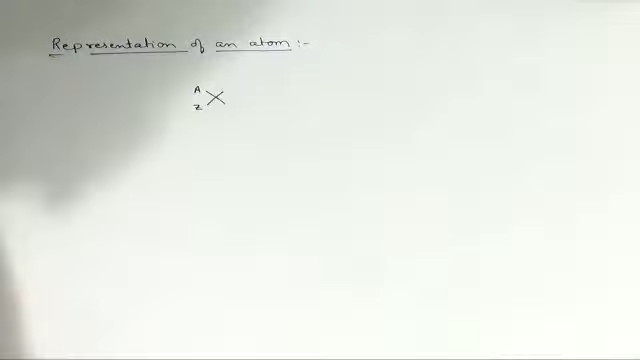 Representation of an atom :-
A
Z X